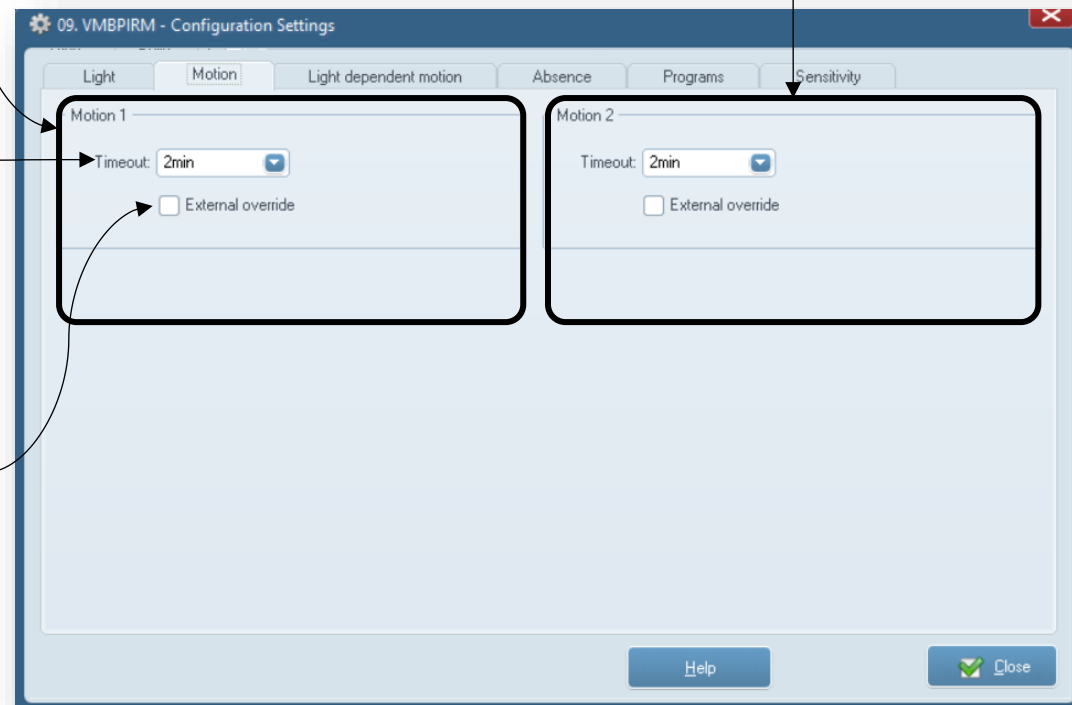 09. VMBPIRM - Configuration Settings
Light Motion Light dependent motion Absence Programs Sensitivity
Motion 1 Motion 2
Timeout: 2min Timeout: 2min
External override External override
Help Close